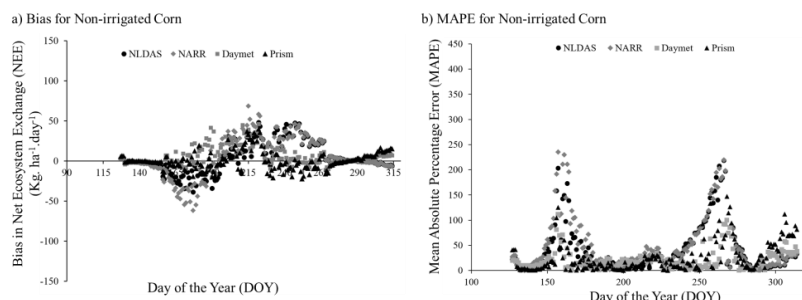 a) Bias for Non-irrigated Corn
NLDAS NARR Daymet Prism
150
100
50
0
-50
-100
-150
90 115 140 215 315
Bias in Net Ecosystem Exchange (NEE)
(Kg. ha⁻¹.day⁻¹)
Day of the Year (DOY)
b) MAPE for Non-irrigated Corn
NLDAS NARR Daymet Prism
450
400
350
300
250
200
150
100
50
0
100 150 200 250 300
Mean Absolute Percentage Error (MAPE)
Day of the Year (DOY)